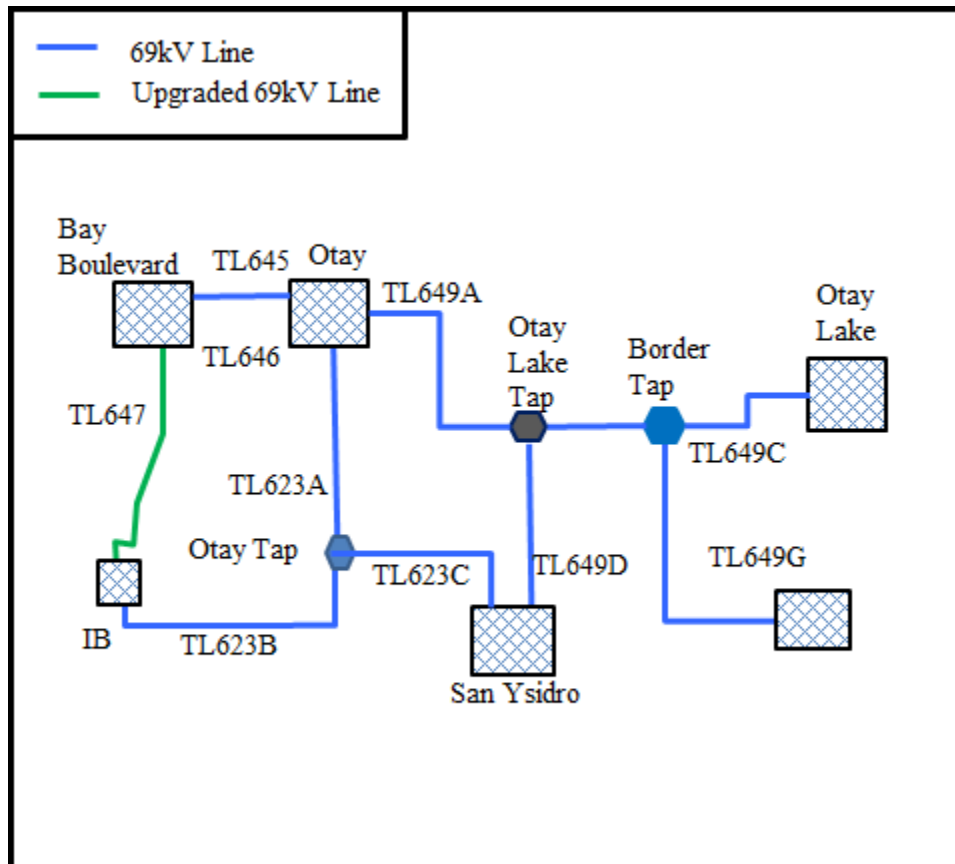 69kV Line
Upgraded 69kV Line
Bay
Boulevard
TL645
Otay
TL649A
TL646
TL647
Otay
Lake
Tap
Border
Tap
Otay
Lake
TL649C
TL623A
Otay Tap
TL623C
TL649D
TL649G
IB
TL623B
San Ysidro